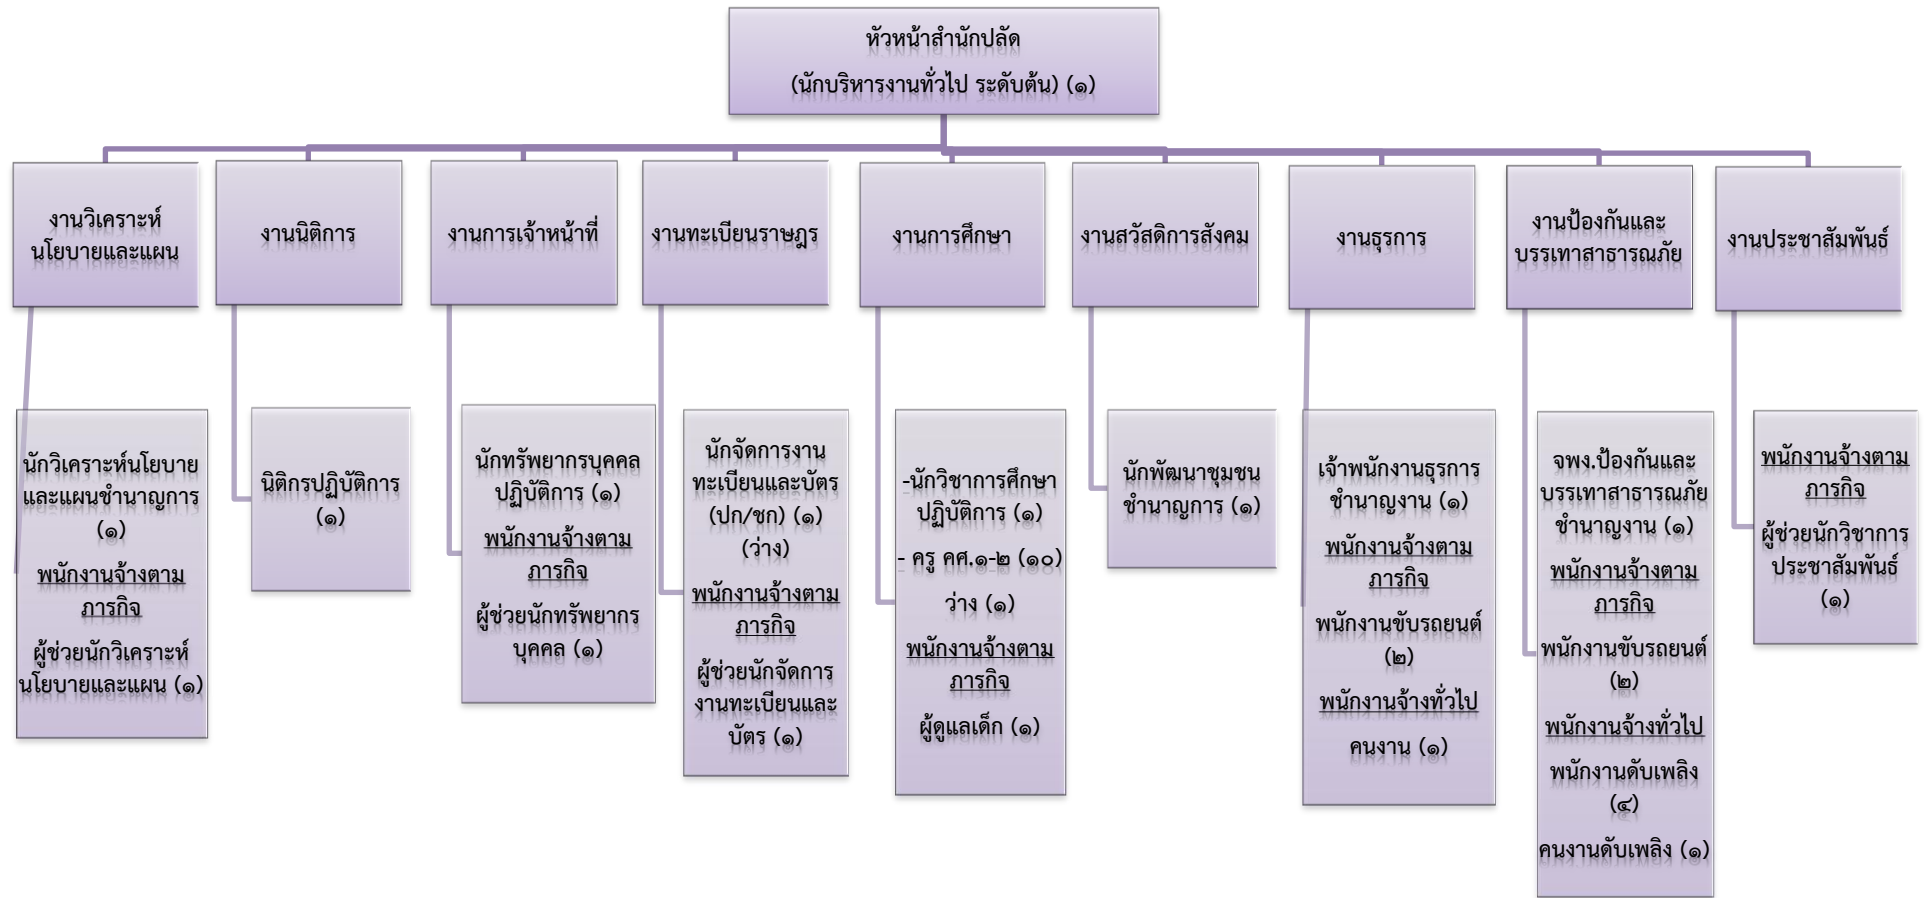 หัวหน้าสำนักปลัด
(นักบริหารงานทั่วไป ระดับต้น) (๑)
งานวิเคราะห์
นโยบายและแผน
งานนิติการ
งานการเจ้าหน้าที่
งานทะเบียนราษฎร
งานการศึกษา
งานสวัสดิการสังคม
งานธุรการ
งานป้องกันและ
บรรเทาสาธารณภัย
งานประชาสัมพันธ์
นักวิเคราะห์นโยบาย
และแผนชำนาญการ
(๑)
พนักงานจ้างตาม
ภารกิจ
ผู้ช่วยนักวิเคราะห์
นโยบายและแผน (๑)
นิติกรปฏิบัติการ
(๑)
นักทรัพยากรบุคคล
ปฏิบัติการ (๑)
พนักงานจ้างตาม
ภารกิจ
ผู้ช่วยนักทรัพยากร
บุคคล (๑)
นักจัดการงาน
ทะเบียนและบัตร
(ปก/ชก) (๑)
(ว่าง)
พนักงานจ้างตาม
ภารกิจ
ผู้ช่วยนักจัดการ
งานทะเบียนและ
บัตร (๑)
-นักวิชาการศึกษา
ปฏิบัติการ (๑)
- ครู คศ.๑-๒ (๑๐)
ว่าง (๑)
พนักงานจ้างตาม
ภารกิจ
ผู้ดูแลเด็ก (๑)
นักพัฒนาชุมชน
ชำนาญการ (๑)
เจ้าพนักงานธุรการ
ชำนาญงาน (๑)
พนักงานจ้างตาม
ภารกิจ
พนักงานขับรถยนต์
(๒)
พนักงานจ้างทั่วไป
คนงาน (๑)
จพง.ป้องกันและ
บรรเทาสาธารณภัย
ชำนาญงาน (๑)
พนักงานจ้างตาม
ภารกิจ
พนักงานขับรถยนต์
(๒)
พนักงานจ้างทั่วไป
พนักงานดับเพลิง
(๔)
คนงานดับเพลิง (๑)
พนักงานจ้างตาม
ภารกิจ
ผู้ช่วยนักวิชาการ
ประชาสัมพันธ์
(๑)